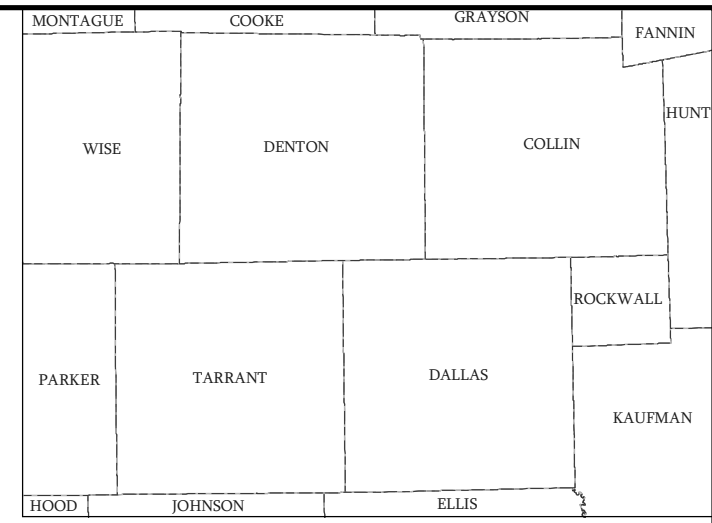 MONTAGUE
COOKE
GRAYSON
FANNIN
HUNT
WISE
DENTON
COLLIN
ROCKWALL
PARKER
TARRANT
DALLAS
KAUFMAN
HOOD
JOHNSON
ELLIS